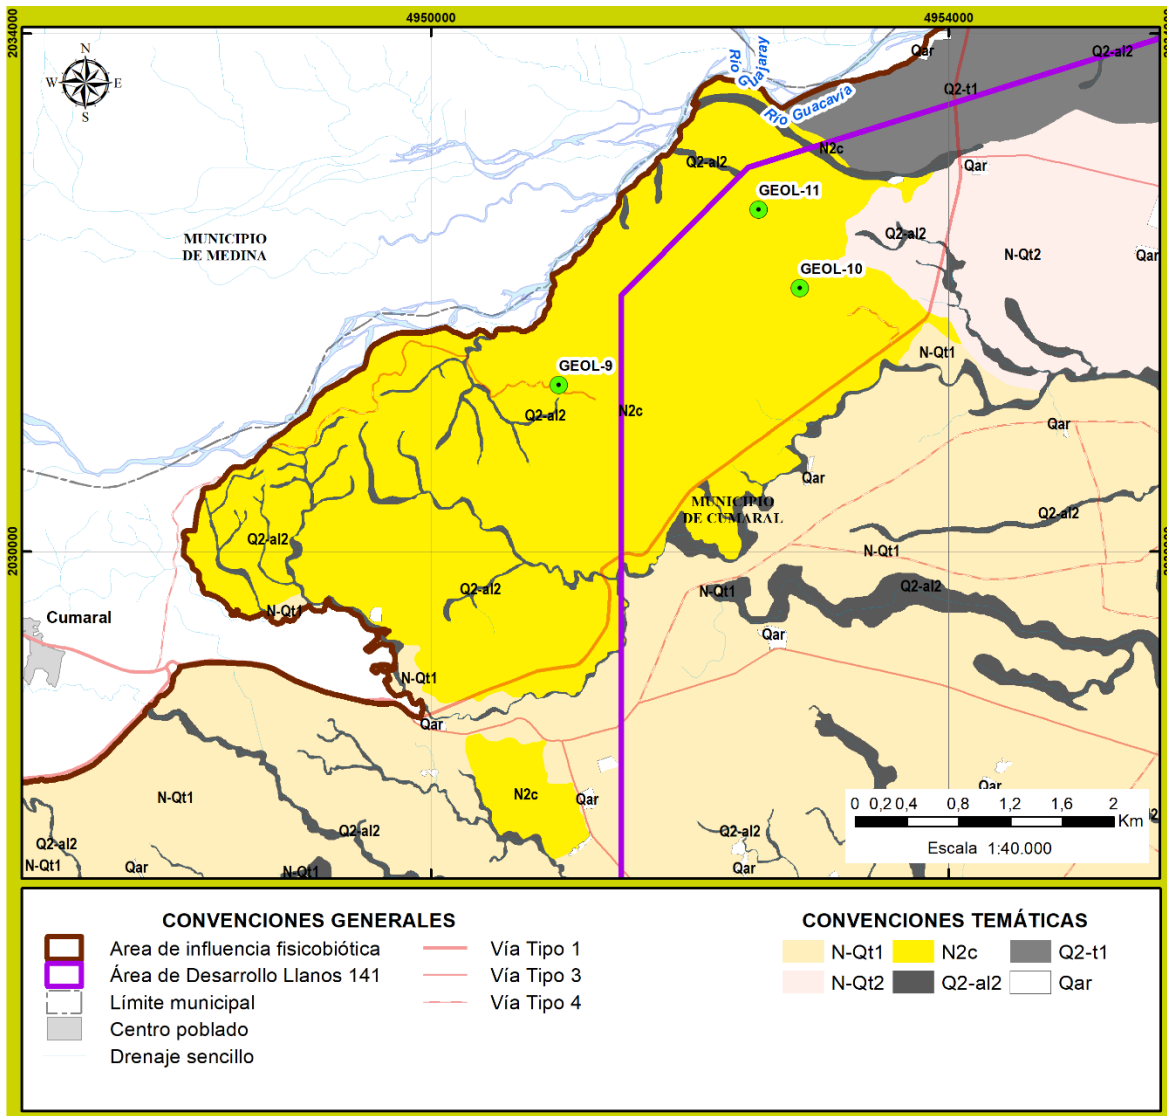 4950000
4954000
2034000
2030000
N
W
E
S
Río Guajaray
Río Guacavía
Qar
Q2-al2
Q2-t1
N2c
Q2-al2
Qar
GEOL-11
MUNICIPIO
DE MEDINA
Q2-al2
N-Qt2
Qar
GEOL-10
N-Qt1
GEOL-9
Q2-al2
N2c
Qar
Qar
MUNICIPIO
DE CUMARAL
Q2-al2
Q2-al2
N-Qt1
Q2-al2
N-Qt1
Q2-al2
N-Qt1
Cumaral
Qar
N-Qt1
Qar
N-Qt1
N2c
Qar
Qar
Q2-al2
Q2-al2
Q2-al2
N-Qt1
Qar
N-Qt1
Qar
0 0,2 0,4 0,8 1,2 1,6 2
Km
Escala 1:40.000
CONVENCIONES GENERALES
Area de influencia fisicobiótica
Área de Desarrollo Llanos 141
Límite municipal
Centro poblado
Drenaje sencillo
Vía Tipo 1
Vía Tipo 3
Vía Tipo 4
CONVENCIONES TEMÁTICAS
N-Qt1
N2c
Q2-t1
N-Qt2
Q2-al2
Qar